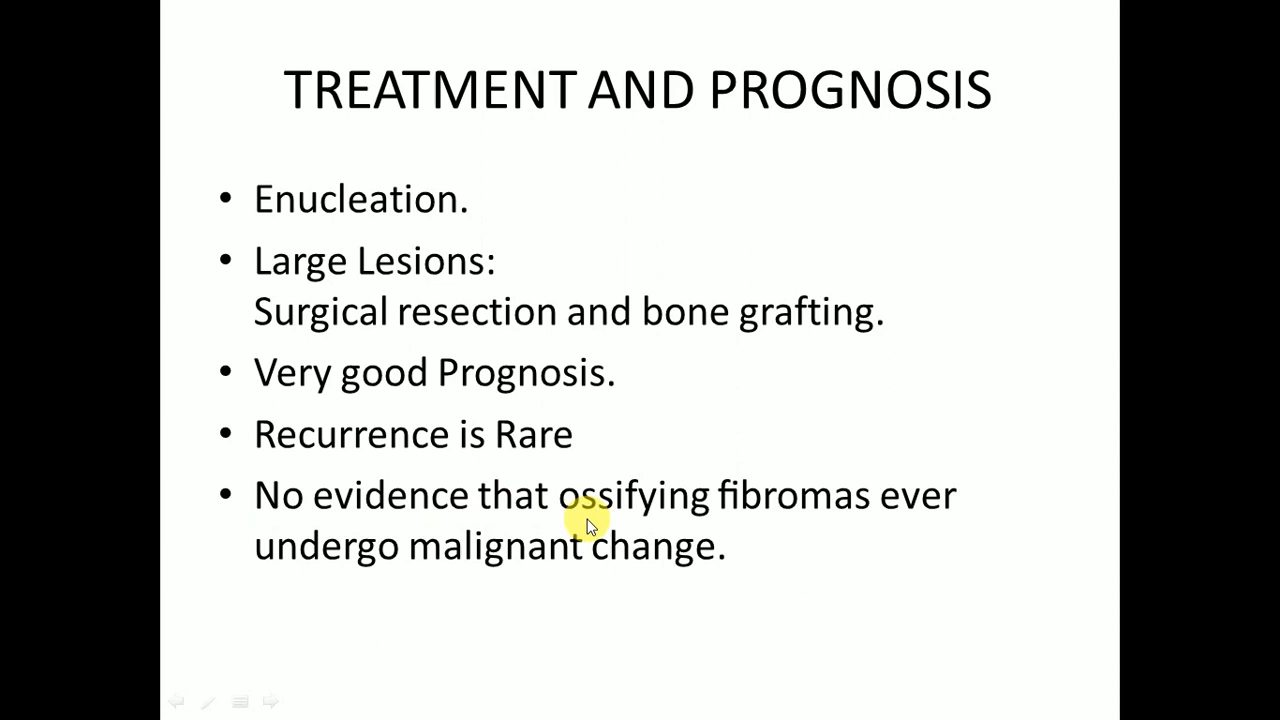 TREATMENT AND PROGNOSIS
• Enucleation.
• Large Lesions:
Surgical resection and bone grafting.
• Very good Prognosis.
• Recurrence is Rare
• No evidence that ossifying fibromas ever
undergo malignant change.